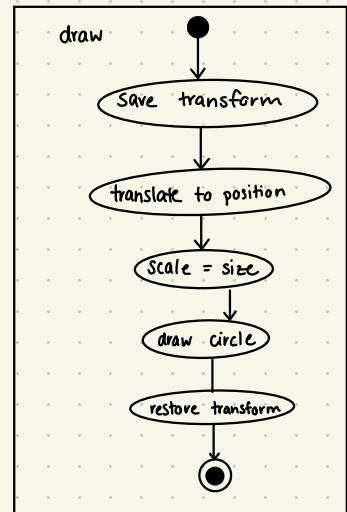 draw
save transform
translate to position
scale = size
draw circle
restore transform